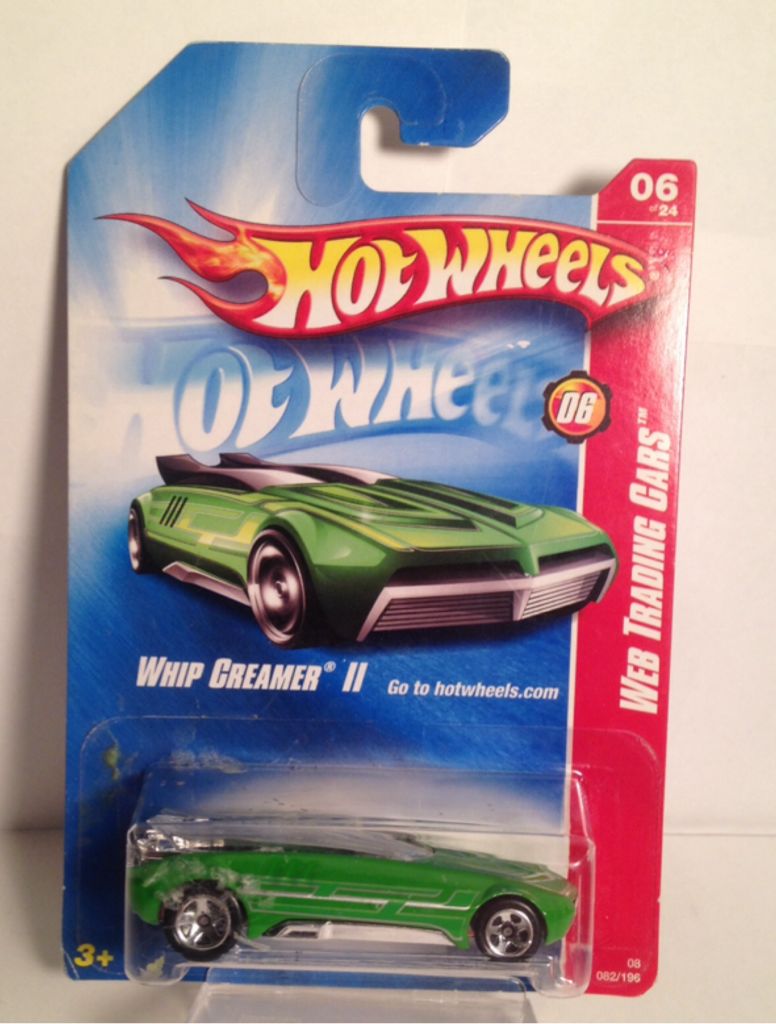 06
of 24
HOT WHEELS
HOT WHEEL
06
WEB TRADING CARS™
WHIP CREAMER® II
Go to hotwheels.com
3+
08
082/196